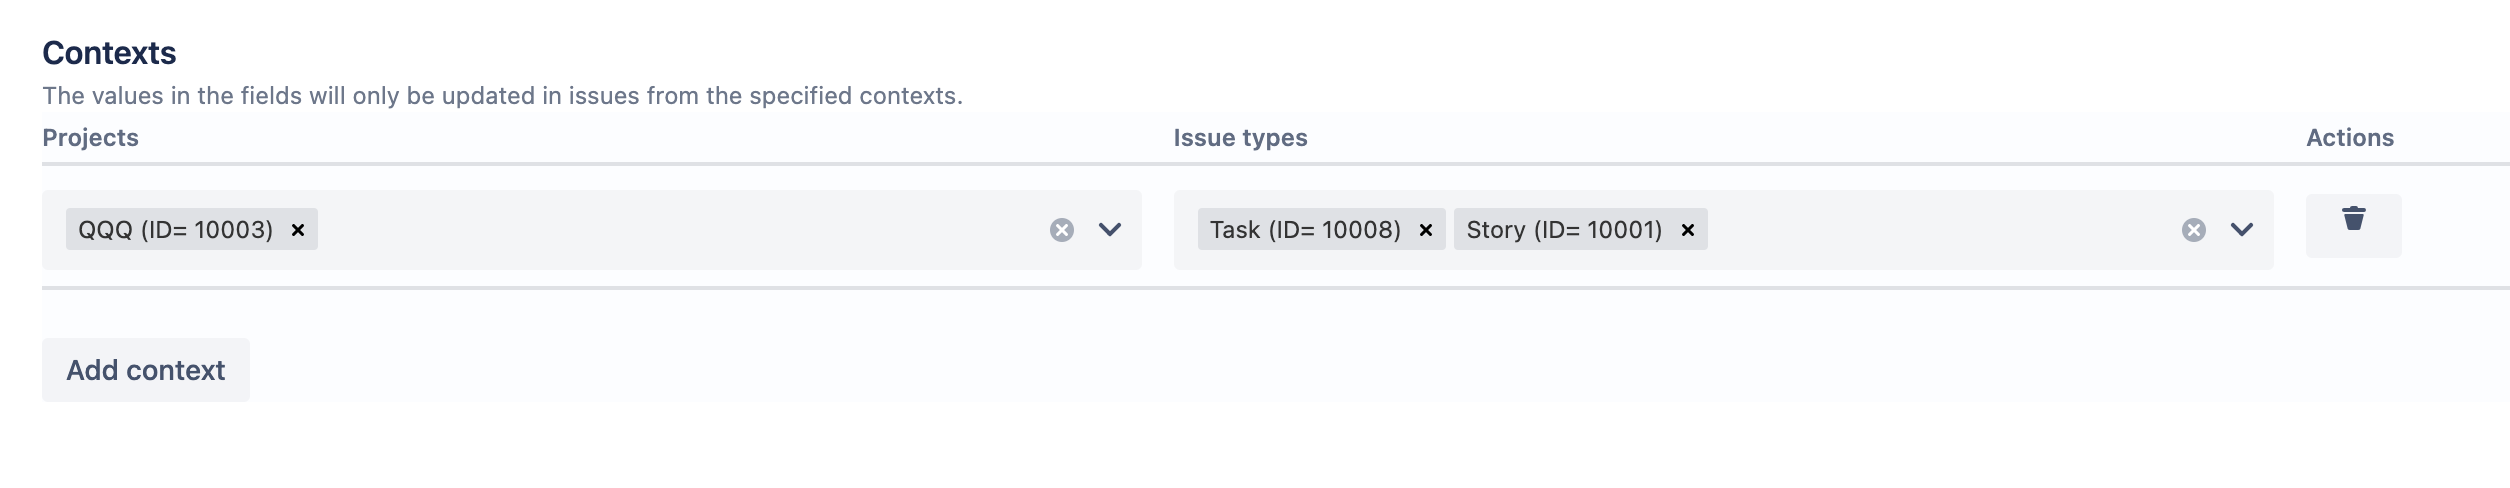 Contexts
The values in the fields will only be updated in issues from the specified contexts.
Projects Issue types Actions
QQQ (ID= 10003) Task (ID= 10008) Story (ID= 10001)
Add context